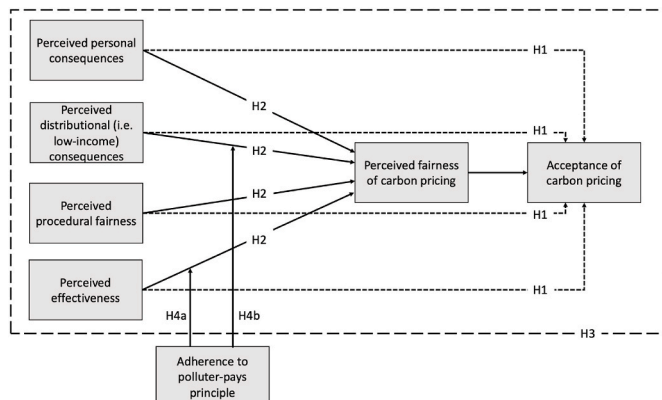 Perceived personal
consequences
H1
H2
Perceived
distributional (i.e.
low-income)
consequences
H1
H2
Perceived fairness
of carbon pricing
Acceptance of
carbon pricing
Perceived
procedural fairness
H2
H1
H2
Perceived
effectiveness
H1
H4a
H4b
H3
Adherence to
polluter-pays
principle